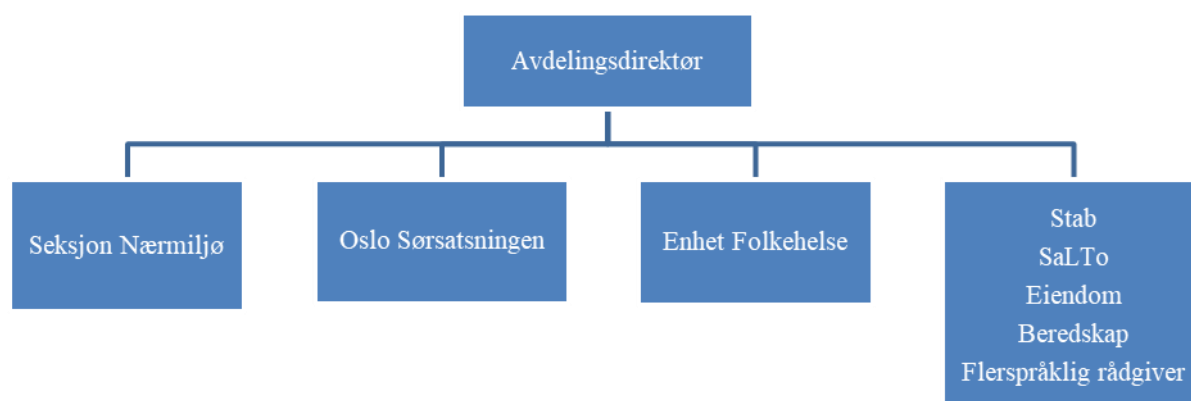 Avdelingsdirektør
Seksjon Nærmiljø
Oslo Sørsatsningen
Enhet Folkehelse
Stab
SaLTo
Eiendom
Beredskap
Flerspråklig rådgiver